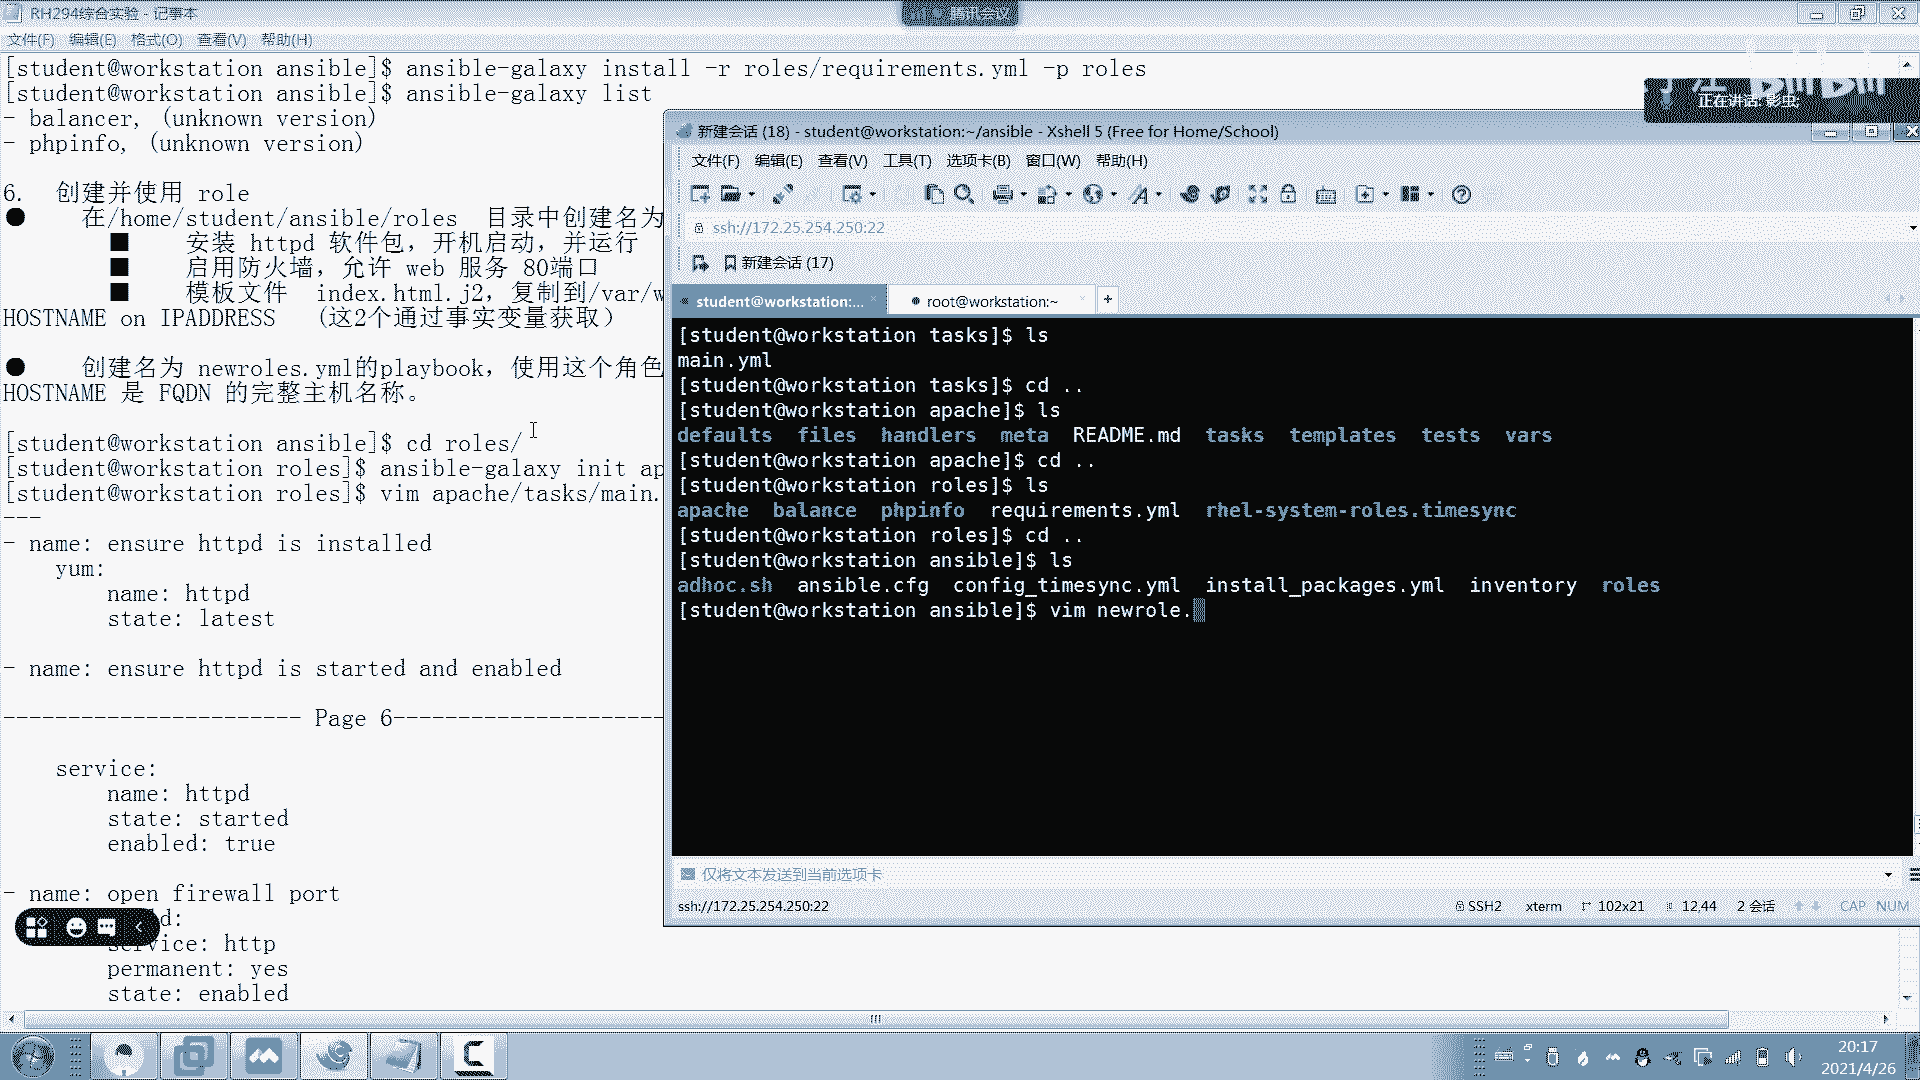 RH294综合实验 - 记事本
文件(F) 编辑(E) 格式(O) 查看(V) 帮助(H)
腾讯会议
[student@workstation ansible]$ ansible-galaxy install -r roles/requirements.yml -p roles
[student@workstation ansible]$ ansible-galaxy list
- balancer, (unknown version)
- phpinfo, (unknown version)
6. 创建并使用 role
● 在/home/student/ansible/roles 目录中创建名为
■ 安装 httpd 软件包，开机启动，并运行
■ 启用防火墙，允许 web 服务 80端口
■ 模板文件 index.html.j2，复制到/var/w
HOSTNAME on IPADDRESS （这2个通过事实变量获取）
● 创建名为 newroles.yml的playbook，使用这个角色
HOSTNAME 是 FQDN 的完整主机名称。
[student@workstation ansible]$ cd roles/
[student@workstation roles]$ ansible-galaxy init ap
[student@workstation roles]$ vim apache/tasks/main.
---
- name: ensure httpd is installed
yum:
name: httpd
state: latest
- name: ensure httpd is started and enabled
----------------------- Page 6---------------------
service:
name: httpd
state: started
enabled: true
- name: open firewall port
service: http
permanent: yes
state: enabled
正在讲话: 影虫;
新建会话 (18) - student@workstation:~/ansible - Xshell 5 (Free for Home/School)
文件(F) 编辑(E) 查看(V) 工具(T) 选项卡(B) 窗口(W) 帮助(H)
ssh://172.25.254.250:22
新建会话 (17)
student@workstation:... × root@workstation:~ × +
[student@workstation tasks]$ ls
main.yml
[student@workstation tasks]$ cd ..
[student@workstation apache]$ ls
defaults files handlers meta README.md tasks templates tests vars
[student@workstation apache]$ cd ..
[student@workstation roles]$ ls
apache balance phpinfo requirements.yml rhel-system-roles.timesync
[student@workstation roles]$ cd ..
[student@workstation ansible]$ ls
adhoc.sh ansible.cfg config_timesync.yml install_packages.yml inventory roles
[student@workstation ansible]$ vim newrole.
仅将文本发送到当前选项卡
ssh://172.25.254.250:22 SSH2 xterm 102x21 12,44 2 会话 CAP NUM
20:17
2021/4/26